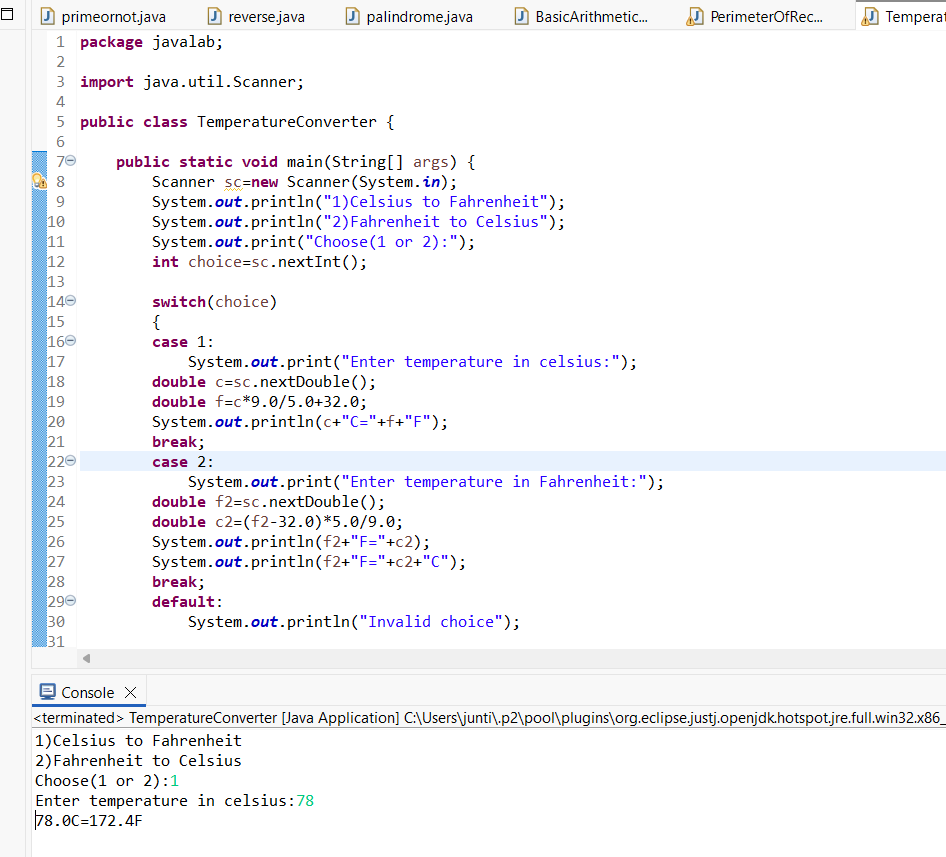 primeornot.java reverse.java palindrome.java BasicArithmetic... PerimeterOfRec... Temperat
1 package javalab;
2
3 import java.util.Scanner;
4
5 public class TemperatureConverter {
6
7 public static void main(String[] args) {
8 Scanner sc=new Scanner(System.in);
9 System.out.println("1)Celsius to Fahrenheit");
10 System.out.println("2)Fahrenheit to Celsius");
11 System.out.print("Choose(1 or 2):");
12 int choice=sc.nextInt();
13
14 switch(choice)
15 {
16 case 1:
17 System.out.print("Enter temperature in celsius:");
18 double c=sc.nextDouble();
19 double f=c*9.0/5.0+32.0;
20 System.out.println(c+"C="+f+"F");
21 break;
22 case 2:
23 System.out.print("Enter temperature in Fahrenheit:");
24 double f2=sc.nextDouble();
25 double c2=(f2-32.0)*5.0/9.0;
26 System.out.println(f2+"F="+c2);
27 System.out.println(f2+"F="+c2+"C");
28 break;
29 default:
30 System.out.println("Invalid choice");
31
Console
<terminated> TemperatureConverter [Java Application] C:\Users\junti\.p2\pool\plugins\org.eclipse.justj.openjdk.hotspot.jre.full.win32.x86_
1)Celsius to Fahrenheit
2)Fahrenheit to Celsius
Choose(1 or 2):1
Enter temperature in celsius:78
78.0C=172.4F